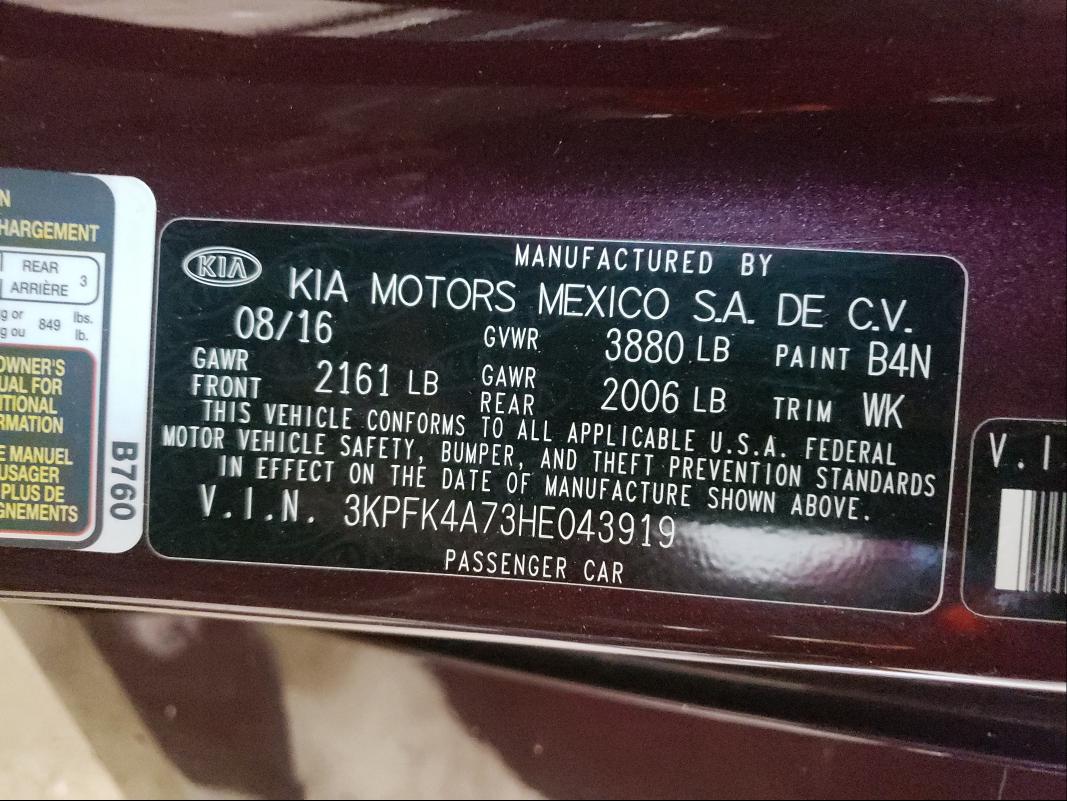 N
HARGEMENT
REAR
ARRIÈRE
3
g or
g ou
849
lbs.
lb.
OWNER'S
UAL FOR
ITIONAL
RMATION
E MANUEL
USAGER
PLUS DE
GNEMENTS
B760
KIA
MANUFACTURED BY
KIA MOTORS MEXICO S.A. DE C.V.
08/16 GVWR 3880 LB PAINT B4N
GAWR FRONT 2161 LB GAWR REAR 2006 LB TRIM WK
THIS VEHICLE CONFORMS TO ALL APPLICABLE U.S.A. FEDERAL
MOTOR VEHICLE SAFETY, BUMPER, AND THEFT PREVENTION STANDARDS
IN EFFECT ON THE DATE OF MANUFACTURE SHOWN ABOVE.
V.I.N. 3KPFK4A73HE043919
PASSENGER CAR
V.I